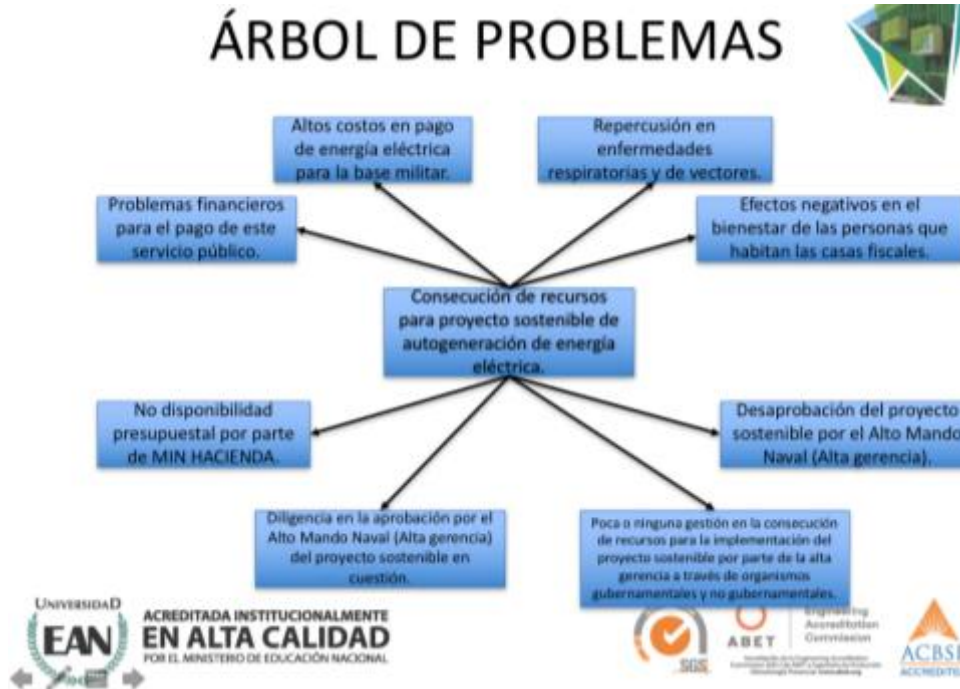 ÁRBOL DE PROBLEMAS
Altos costos en pago
de energía eléctrica
para la base militar.
Repercusión en
enfermedades
respiratorias y de vectores.
Problemas financieros
para el pago de este
servicio público.
Efectos negativos en el
bienestar de las personas que
habitan las casas fiscales.
Consecución de recursos
para proyecto sostenible de
autogeneración de energía
eléctrica.
No disponibilidad
presupuestal por parte
de MIN HACIENDA.
Desaprobación del proyecto
sostenible por el Alto Mando
Naval (Alta gerencia).
Diligencia en la aprobación por el
Alto Mando Naval (Alta gerencia)
del proyecto sostenible en
cuestión.
Poca o ninguna gestión en la consecución
de recursos para la implementación del
proyecto sostenible por parte de la alta
gerencia a través de organismos
gubernamentales y no gubernamentales.
UNIVERSIDAD
EAN
ACREDITADA INSTITUCIONALMENTE
EN ALTA CALIDAD
POR EL MINISTERIO DE EDUCACIÓN NACIONAL
SGS
ABET
Engineering
Accreditation
Commission
ACBSP
ACCREDITED